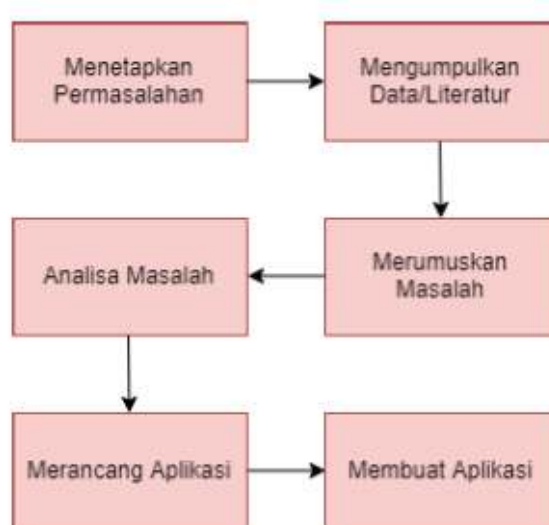 Menetapkan
Permasalahan
Mengumpulkan
Data/Literatur
Merumuskan
Masalah
Analisa Masalah
Merancang Aplikasi
Membuat Aplikasi